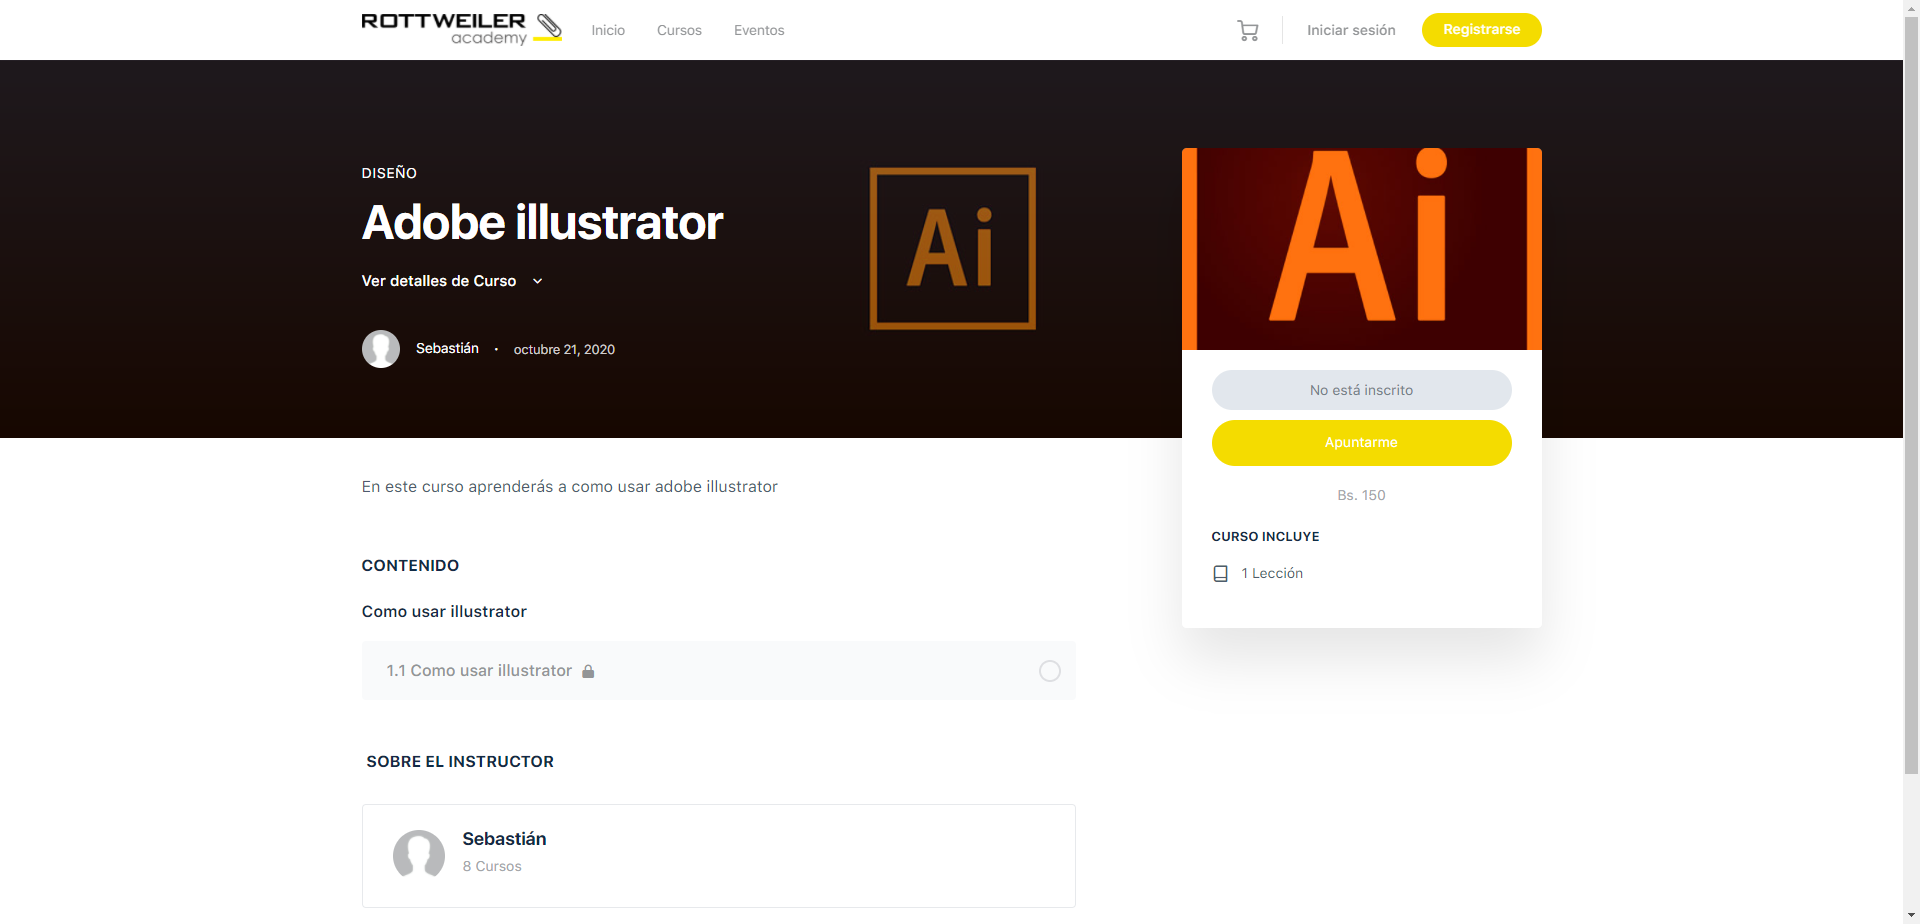 ROTTWEILER
academy
Inicio
Cursos
Eventos
Iniciar sesión
Registrarse
DISEÑO
Adobe illustrator
Ver detalles de Curso
Sebastián · octubre 21, 2020
Ai
Ai
No está inscrito
Apuntarme
Bs. 150
CURSO INCLUYE
1 Lección
En este curso aprenderás a como usar adobe illustrator
CONTENIDO
Como usar illustrator
1.1 Como usar illustrator
SOBRE EL INSTRUCTOR
Sebastián
8 Cursos